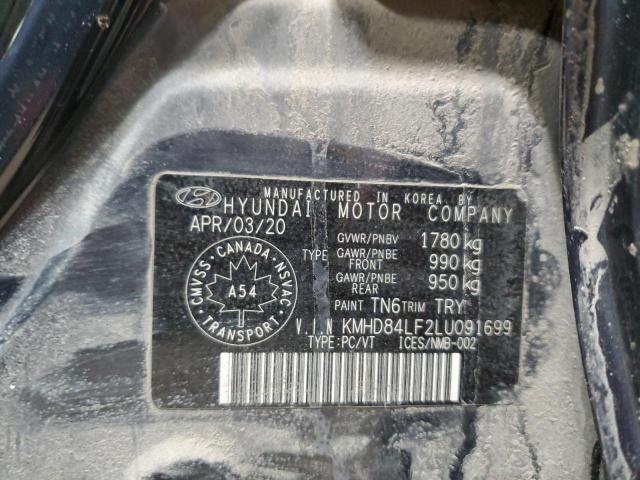 MANUFACTURED IN KOREA BY
HYUNDAI MOTOR COMPANY
APR/03/20
GVWR/PNBV 1780 kg
TYPE GAWR/PNBE FRONT 990 kg
GAWR/PNBE REAR 950 kg
PAINT TN6 TRIM TRY
CANADA
CMVSS NSVAC
A54
TRANSPORT
V.I.N KMHD84LF2LU091699
TYPE:PC/VT ICES/NMB-002